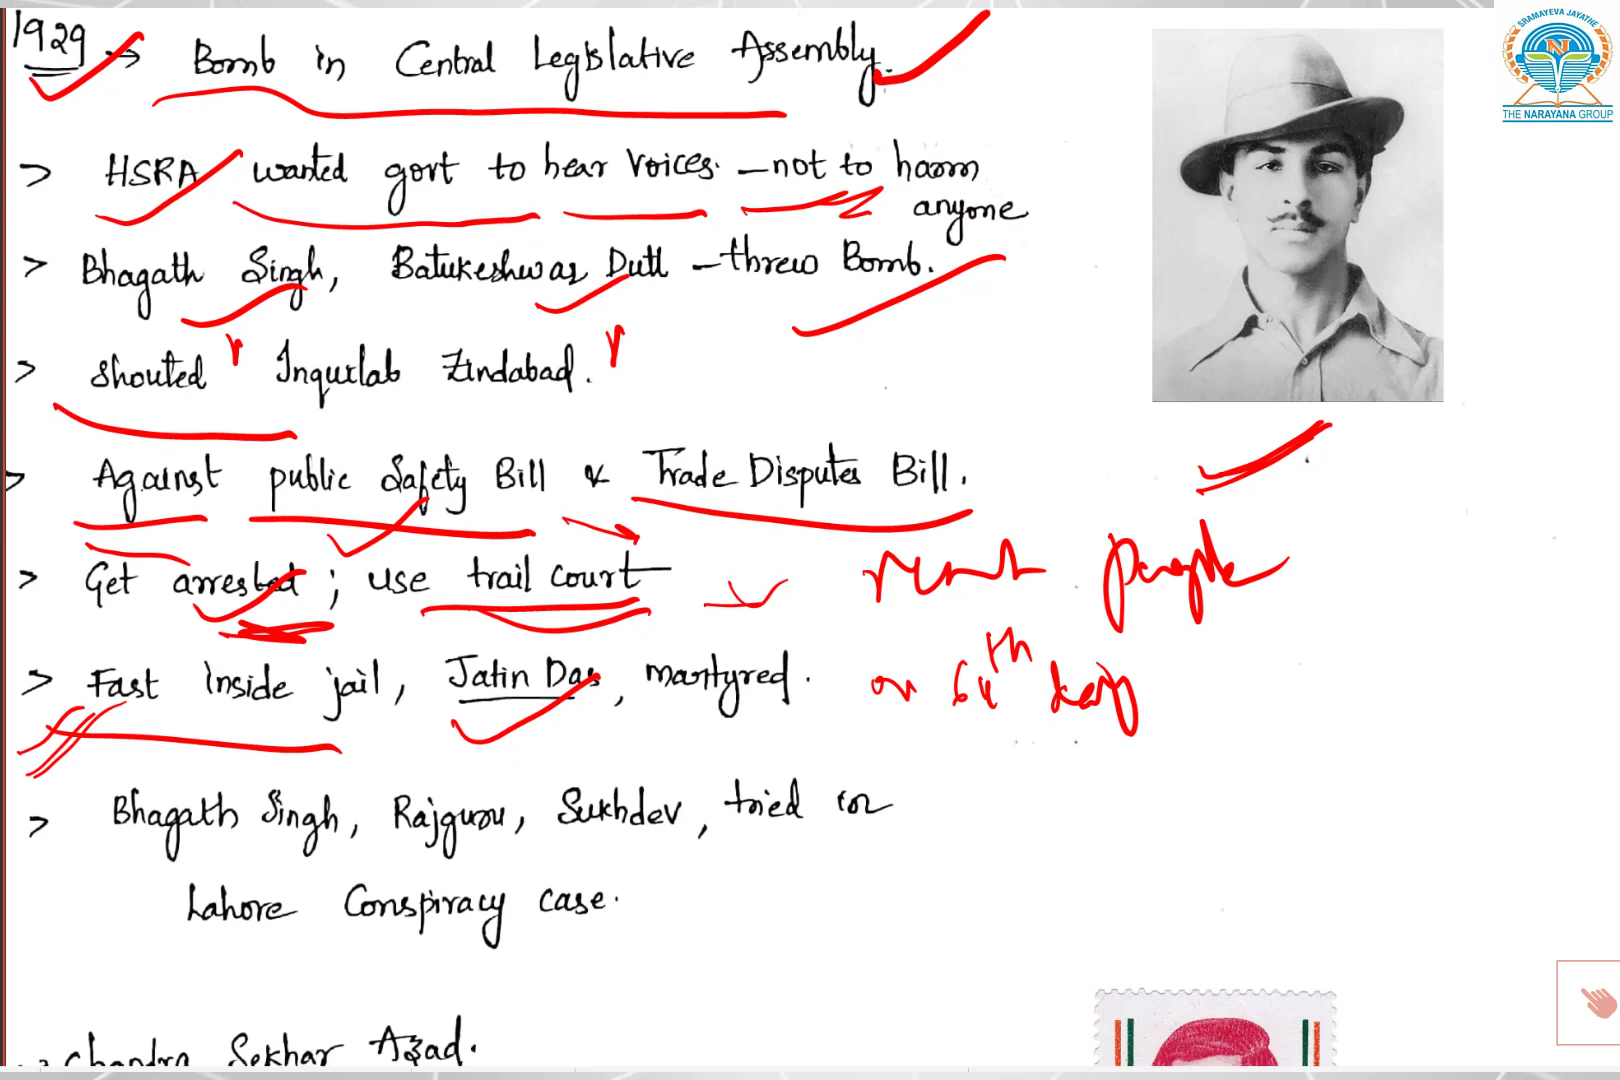 1929 → Bomb in Central Legislative Assembly.
> HSRA wanted govt to hear voices. - not to harm
anyone
> Bhagath Singh, Batukeshwar Dutt - threw Bomb.
> Shouted " Inquilab Zindabad. "
> Against public Safety Bill & Trade Disputes Bill.
> Get arrested ; use trail court people
> Fast inside jail, Jatin Das, martyred. on 64th day
> Bhagath Singh, Rajguru, Sukhdev, tried in
Lahore Conspiracy case.
Chandra Sekhar Azad.
SRAMAYEVA JAYATHE
N
THE NARAYANA GROUP